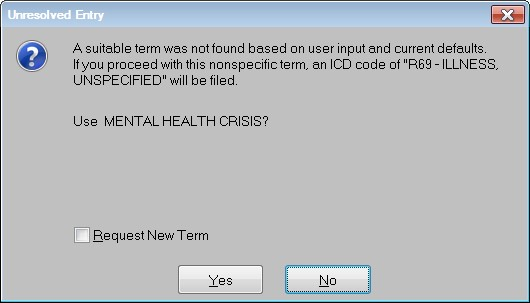 Unresolved Entry
A suitable term was not found based on user input and current defaults.
If you proceed with this nonspecific term, an ICD code of "R69 - ILLNESS,
UNSPECIFIED" will be filed.
Use  MENTAL HEALTH CRISIS?
Request New Term
Yes
No